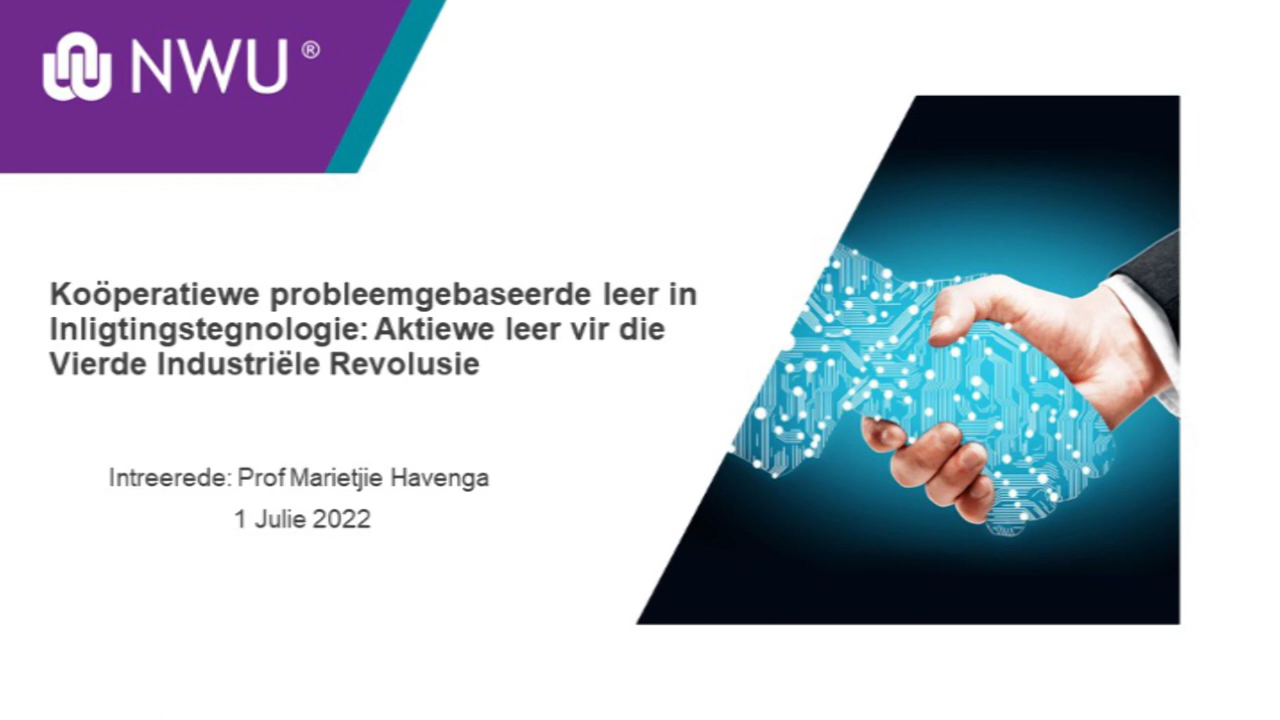 NWU®
Koöperatiewe probleemgebaseerde leer in
Inligtingstegnologie: Aktiewe leer vir die
Vierde Industriële Revolusie
Intreerede: Prof Marietjie Havenga
1 Julie 2022